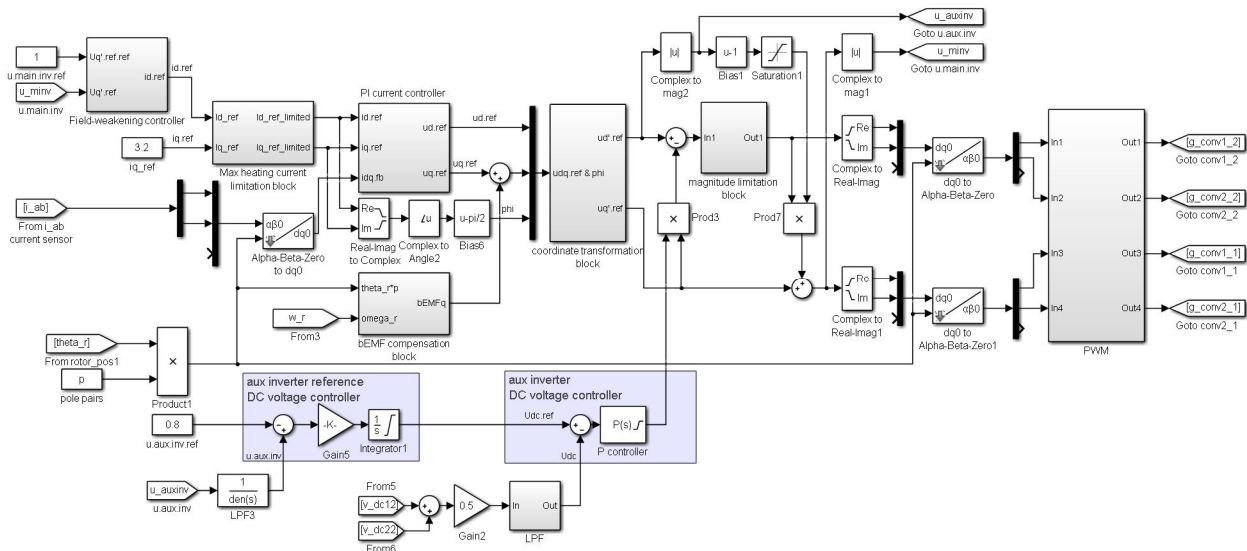 1
u.main.inv.ref
u_minv
u.main.inv
Uq'.ref.ref
Uq'.ref
id.ref
Field-weakening controller
id.ref
3.2
iq_ref
iq.ref
Id_ref
Iq_ref
Id_ref_limited
Iq_ref_limited
Max heating current
limitation block
PI current controller
id.ref
iq.ref
idq.fb
ud.ref
uq.ref
ud.ref
uq.ref
phi
[i_ab]
From i_ab
current sensor
αβ0
dq0
Alpha-Beta-Zero
to dq0
Re
Im
Real-Imag
to Complex
∠u
Complex to
Angle2
u-pi/2
Bias6
theta_r*p
omega_r
bEMFq
bEMF compensation
block
w_r
From3
udq.ref & phi
ud'.ref
uq'.ref
coordinate transformation
block
|u|
Complex to
mag2
u-1
Bias1
Saturation1
|u|
Complex to
mag1
u_auxinv
Goto u.aux.inv
u_minv
Goto u.main.inv
In1
Out1
magnitude limitation
block
×
Prod3
×
Prod7
Re
Im
Complex to
Real-Imag
Re
Im
Complex to
Real-Imag1
dq0
αβ0
dq0 to
Alpha-Beta-Zero
dq0
αβ0
dq0 to
Alpha-Beta-Zero1
In1
In2
In3
In4
Out1
Out2
Out3
Out4
PWM
[g_conv1_2]
Goto conv1_2
[g_conv2_2]
Goto conv2_2
[g_conv1_1]
Goto conv1_1
[g_conv2_1]
Goto conv2_1
[theta_r]
From rotor_pos1
p
pole pairs
×
Product1
aux inverter reference
DC voltage controller
0.8
u.aux.inv.ref
u.aux.inv
-K-
Gain5
1
s
Integrator1
u_auxinv
u.aux.inv
1
den(s)
LPF3
aux inverter
DC voltage controller
Udc.ref
Udc
P(s)
P controller
From5
[v_dc12]
[v_dc22]
From6
0.5
Gain2
In
Out
LPF